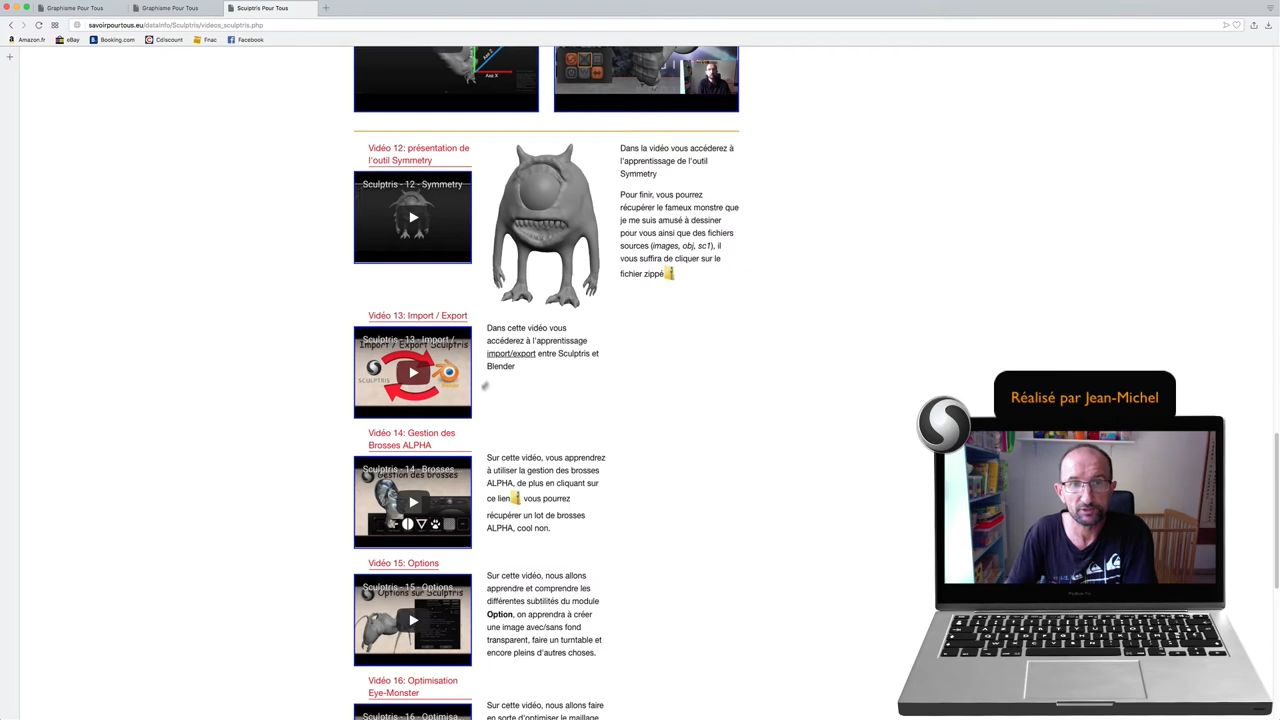 Graphisme Pour Tous
Graphisme Pour Tous
Sculptris Pour Tous
savoirpourtous.eu/dataInfo/Sculptris/videos_sculptris.php
Amazon.fr
eBay
Booking.com
Cdiscount
Fnac
Facebook
Axe Z
Axe X
Vidéo 12: présentation de
l'outil Symmetry
Sculptris - 12 - Symmetry
Dans la vidéo vous accéderez à
l'apprentissage de l'outil
Symmetry
Pour finir, vous pourrez
récupérer le fameux monstre que
je me suis amusé à dessiner
pour vous ainsi que des fichiers
sources (images, obj, sc1), il
vous suffira de cliquer sur le
fichier zippé
Vidéo 13: Import / Export
Sculptris - 13 - Import /
Import / Export Sculptris
SCULPTRIS
Dans cette vidéo vous
accéderez à l'apprentissage
import/export entre Sculptris et
Blender
Vidéo 14: Gestion des
Brosses ALPHA
Sculptris - 14 - Brosses
Gestion des brosses
Sur cette vidéo, vous apprendrez
à utiliser la gestion des brosses
ALPHA, de plus en cliquant sur
ce lien vous pourrez
récupérer un lot de brosses
ALPHA, cool non.
Vidéo 15: Options
Sculptris - 15 - Options
Options sur Sculptris
Sur cette vidéo, nous allons
apprendre et comprendre les
différentes subtilités du module
Option, on apprendra à créer
une image avec/sans fond
transparent, faire un turntable et
encore pleins d'autres choses.
Vidéo 16: Optimisation
Eye-Monster
Sculptris - 16 - Optimisa
Sur cette vidéo, nous allons faire
en sorte d'optimiser le maillage
Réalisé par Jean-Michel